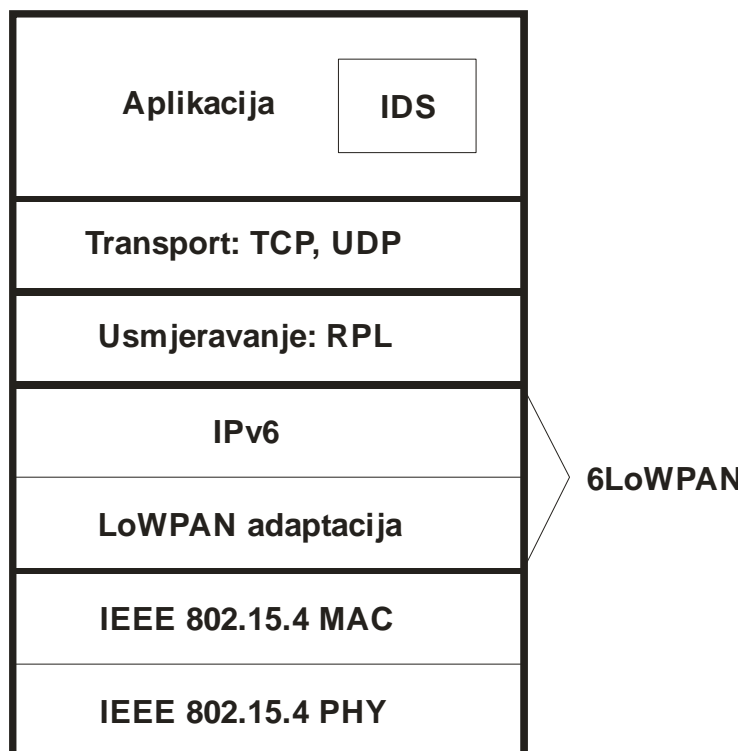 Aplikacija
IDS
Transport: TCP, UDP
Usmjeravanje: RPL
IPv6
6LoWPAN
LoWPAN adaptacija
IEEE 802.15.4 MAC
IEEE 802.15.4 PHY